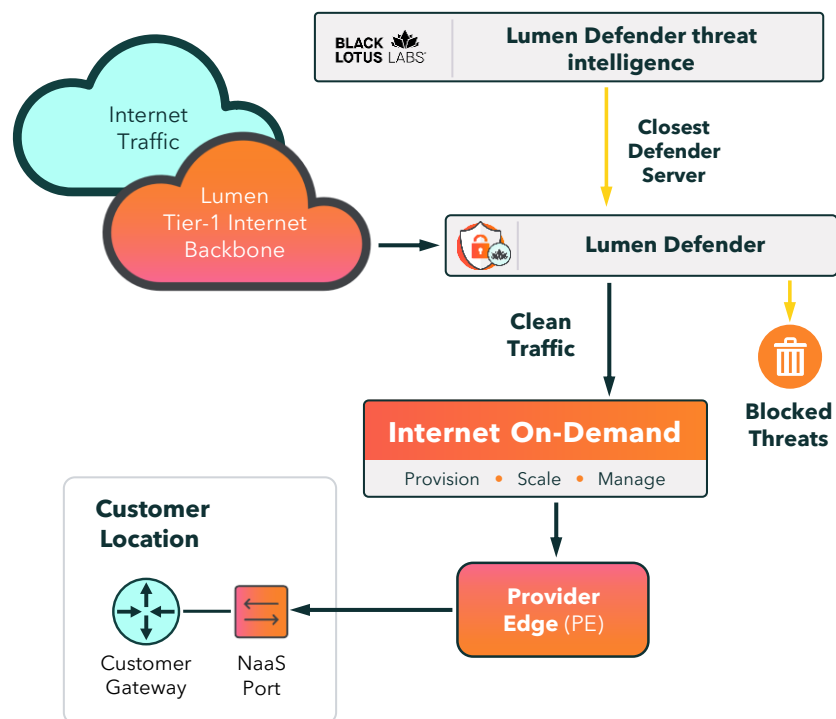 BLACK
LOTUS LABS®
Lumen Defender threat
intelligence
Internet
Traffic
Closest
Defender
Server
Lumen
Tier-1 Internet
Backbone
Lumen Defender
Clean
Traffic
Blocked
Threats
Internet On-Demand
Provision • Scale • Manage
Customer
Location
Provider
Edge (PE)
Customer
Gateway
NaaS
Port